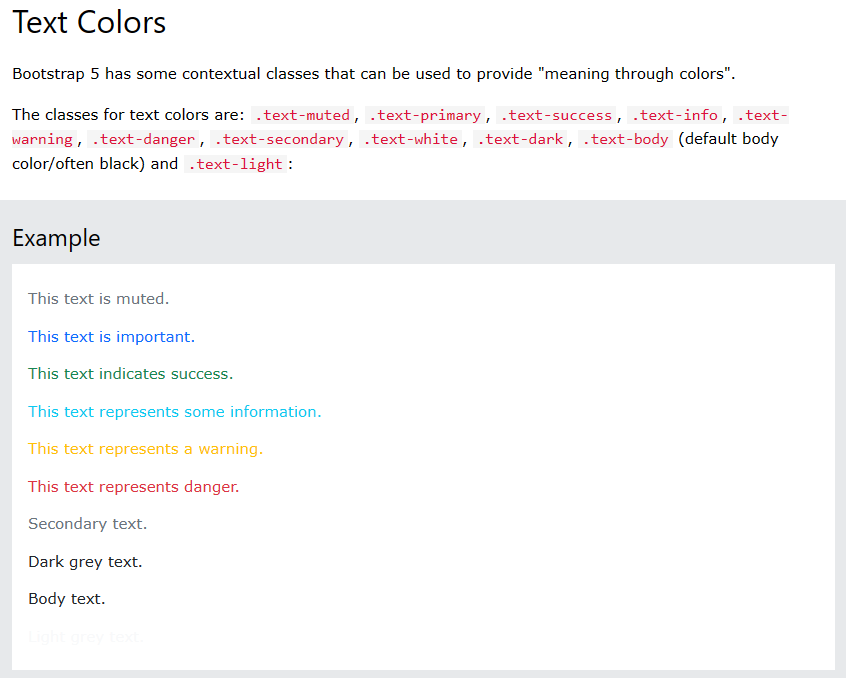 Text Colors
Bootstrap 5 has some contextual classes that can be used to provide "meaning through colors".
The classes for text colors are: .text-muted, .text-primary, .text-success, .text-info, .text-
warning, .text-danger, .text-secondary, .text-white, .text-dark, .text-body (default body
color/often black) and .text-light:
Example
This text is muted.
This text is important.
This text indicates success.
This text represents some information.
This text represents a warning.
This text represents danger.
Secondary text.
Dark grey text.
Body text.
Light grey text.